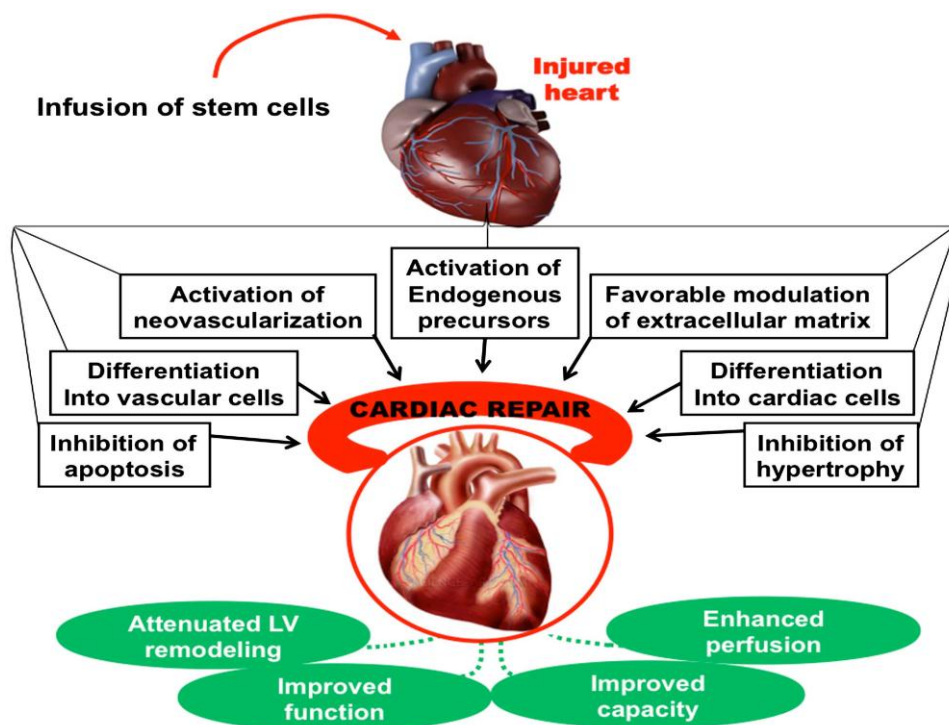 Injured
heart
Infusion of stem cells
Activation of
Endogenous
precursors
Activation of
neovascularization
Favorable modulation
of extracellular matrix
Differentiation
Into vascular cells
CARDIAC REPAIR
Differentiation
Into cardiac cells
Inhibition of
apoptosis
Inhibition of
hypertrophy
Attenuated LV
remodeling
Enhanced
perfusion
Improved
function
Improved
capacity